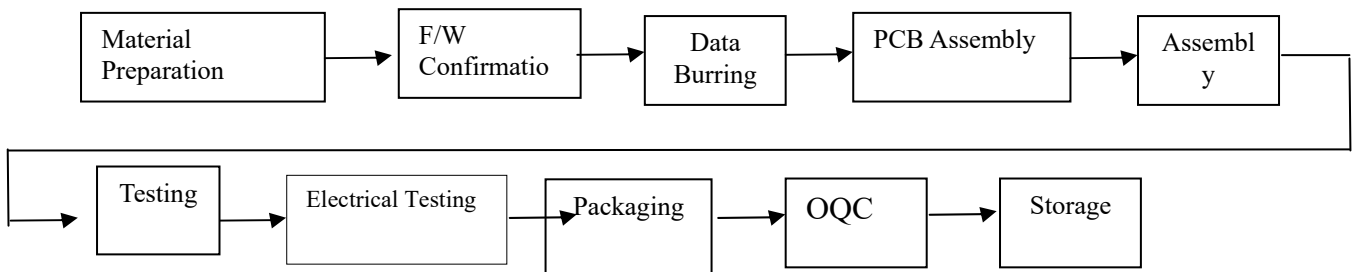 Material
Preparation
F/W
Confirmatio
Data
Burring
PCB Assembly
Assembl
y
Testing
Electrical Testing
Packaging
OQC
Storage